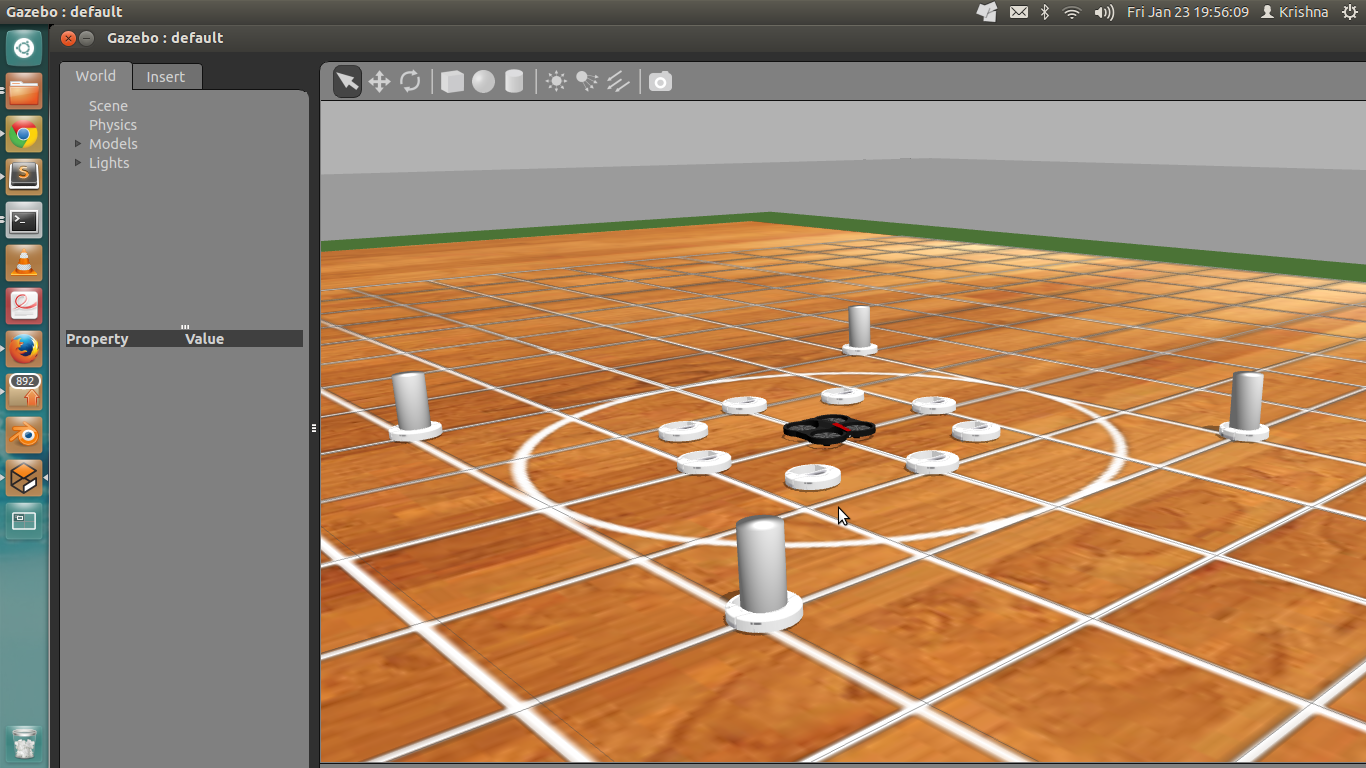 Gazebo : default
Fri Jan 23 19:56:09 Krishna
Gazebo : default
World Insert
Scene
Physics
Models
Lights
Property Value
892